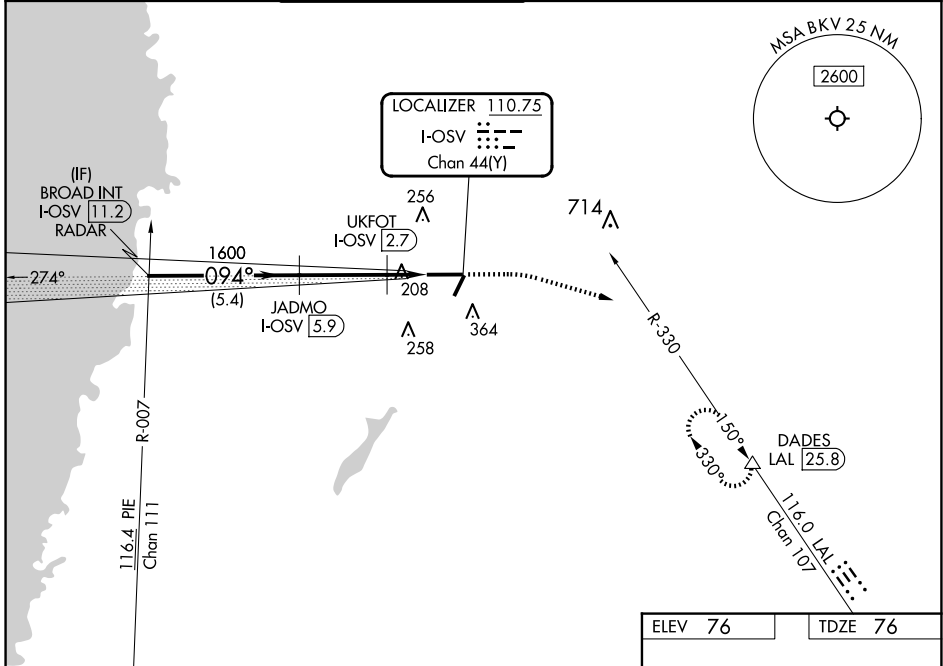 MSA BKV 25 NM
2600
LOCALIZER 110.75
I-OSV
Chan 44(Y)
(IF)
BROAD INT
I-OSV 11.2
RADAR
256
714
UKFOT
I-OSV 2.7
1600
274°
094°
(5.4)
208
JADMO
I-OSV 5.9
258
364
R-330
R-007
150°
330°
DADES
LAL 25.8
116.4 PIE
Chan 111
116.0 LAL
Chan 107
ELEV 76
TDZE 76